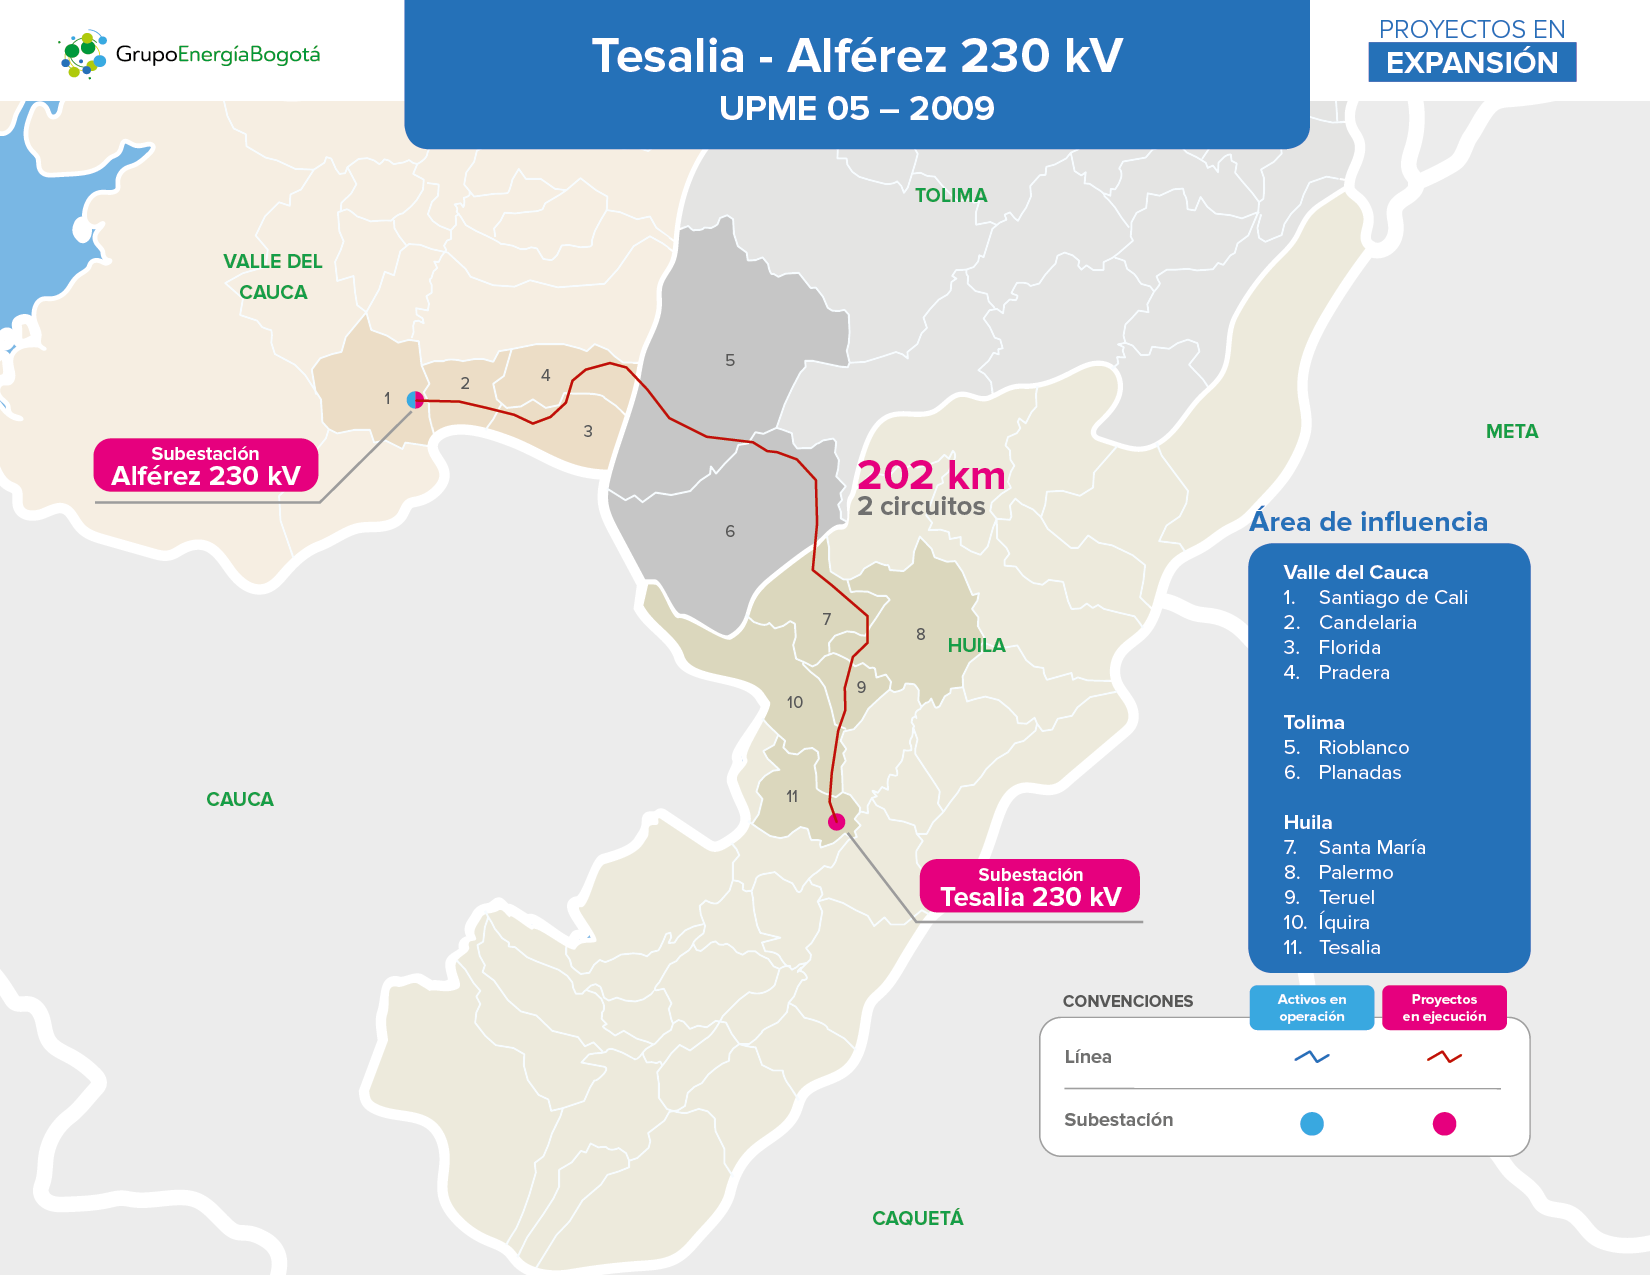 GrupoEnergíaBogotá
Tesalia - Alférez 230 kV
UPME 05 – 2009
PROYECTOS EN
EXPANSIÓN
TOLIMA
VALLE DEL
CAUCA
5
4
2
1
3
META
Subestación
Alférez 230 kV
202 km
2 circuitos
6
7
8
HUILA
9
10
11
CAUCA
Subestación
Tesalia 230 kV
CAQUETÁ
Área de influencia
Valle del Cauca
1. Santiago de Cali
2. Candelaria
3. Florida
4. Pradera
Tolima
5. Rioblanco
6. Planadas
Huila
7. Santa María
8. Palermo
9. Teruel
10. Íquira
11. Tesalia
CONVENCIONES
Activos en
operación
Proyectos
en ejecución
Línea
Subestación